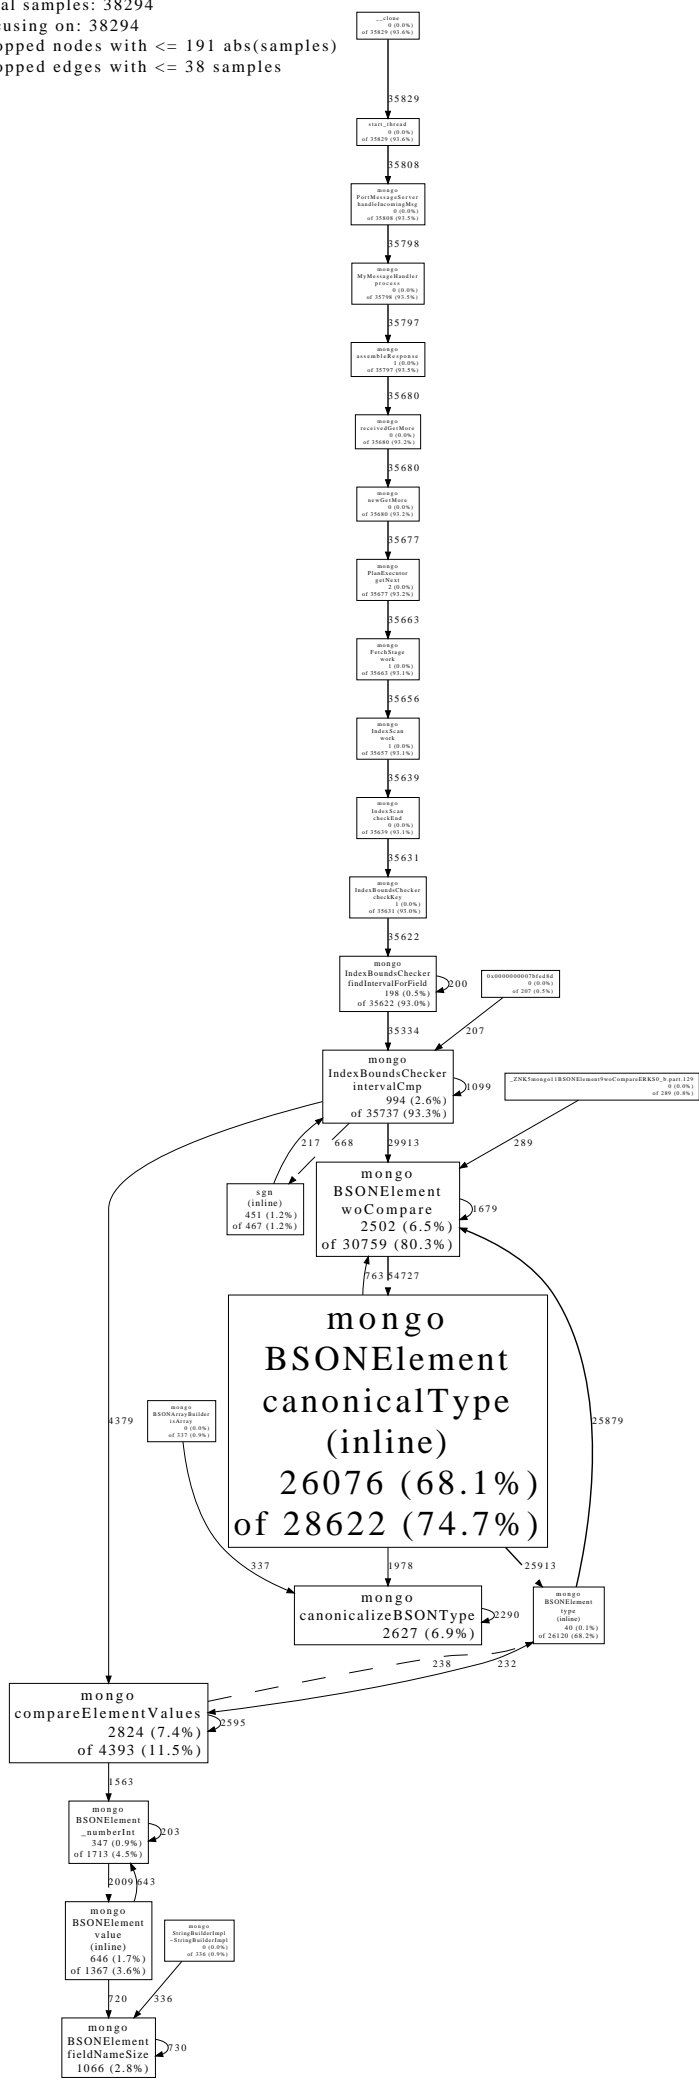 al samples: 38294
cusing on: 38294
opped nodes with <= 191 abs(samples)
opped edges with <= 38 samples
__clone
0 (0.0%)
of 35829 (93.6%)
35829
start_thread
0 (0.0%)
of 35829 (93.6%)
35808
mongo
PortMessageServer
handleIncomingMsg
0 (0.0%)
of 35808 (93.5%)
35798
mongo
MyMessageHandler
process
0 (0.0%)
of 35798 (93.5%)
35797
mongo
assembleResponse
1 (0.0%)
of 35797 (93.5%)
35680
mongo
receivedGetMore
0 (0.0%)
of 35680 (93.2%)
35680
mongo
newGetMore
0 (0.0%)
of 35680 (93.2%)
35677
mongo
PlanExecutor
getNext
2 (0.0%)
of 35677 (93.2%)
35663
mongo
FetchStage
work
1 (0.0%)
of 35663 (93.1%)
35656
mongo
IndexScan
work
1 (0.0%)
of 35657 (93.1%)
35639
mongo
IndexScan
checkEnd
0 (0.0%)
of 35639 (93.1%)
35631
mongo
IndexBoundsChecker
checkKey
1 (0.0%)
of 35631 (93.0%)
35622
mongo
IndexBoundsChecker
findIntervalForField
198 (0.5%)
of 35622 (93.0%)
200
0x0000000007bfed8d
0 (0.0%)
of 207 (0.5%)
35334
207
mongo
IndexBoundsChecker
intervalCmp
994 (2.6%)
of 35737 (93.3%)
1099
_ZNK5mongo11BSONElement9woCompareERKS0_b.part.129
0 (0.0%)
of 289 (0.8%)
217
668
29913
289
sgn
(inline)
451 (1.2%)
of 467 (1.2%)
mongo
BSONElement
woCompare
2502 (6.5%)
of 30759 (80.3%)
1679
763
54727
mongo
BSONElement
canonicalType
(inline)
26076 (68.1%)
of 28622 (74.7%)
4379
mongo
BSONArrayBuilder
isArray
0 (0.0%)
of 337 (0.9%)
25879
337
1978
25913
mongo
canonicalizeBSONType
2627 (6.9%)
2290
mongo
BSONElement
type
(inline)
40 (0.1%)
of 26120 (68.2%)
238
232
mongo
compareElementValues
2824 (7.4%)
of 4393 (11.5%)
2595
1563
mongo
BSONElement
_numberInt
347 (0.9%)
of 1713 (4.5%)
203
2009
643
mongo
BSONElement
value
(inline)
646 (1.7%)
of 1367 (3.6%)
mongo
StringBuilderImpl
~StringBuilderImpl
0 (0.0%)
of 336 (0.9%)
720
336
mongo
BSONElement
fieldNameSize
1066 (2.8%)
730